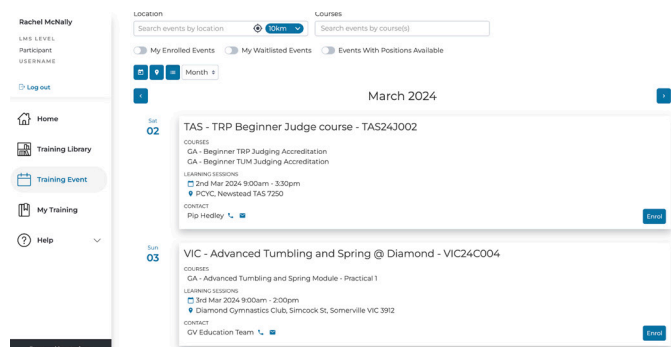 Rachel McNally
LMS LEVEL
Participant
USERNAME
Log out
Home
Training Library
Training Event
My Training
Help
Location
Courses
Search events by location
10km
Search events by course(s)
My Enrolled Events
My Waitlisted Events
Events With Positions Available
Month
March 2024
Sat
02
TAS - TRP Beginner Judge course - TAS24J002
COURSES
GA - Beginner TRP Judging Accreditation
GA - Beginner TUM Judging Accreditation
LEARNING SESSIONS
2nd Mar 2024 9:00am - 3:30pm
PCYC, Newstead TAS 7250
CONTACT
Pip Hedley
Enrol
Sun
03
VIC - Advanced Tumbling and Spring @ Diamond - VIC24C004
COURSES
GA - Advanced Tumbling and Spring Module - Practical 1
LEARNING SESSIONS
3rd Mar 2024 9:00am - 2:00pm
Diamond Gymnastics Club, Simcock St, Somerville VIC 3912
CONTACT
GV Education Team
Enrol